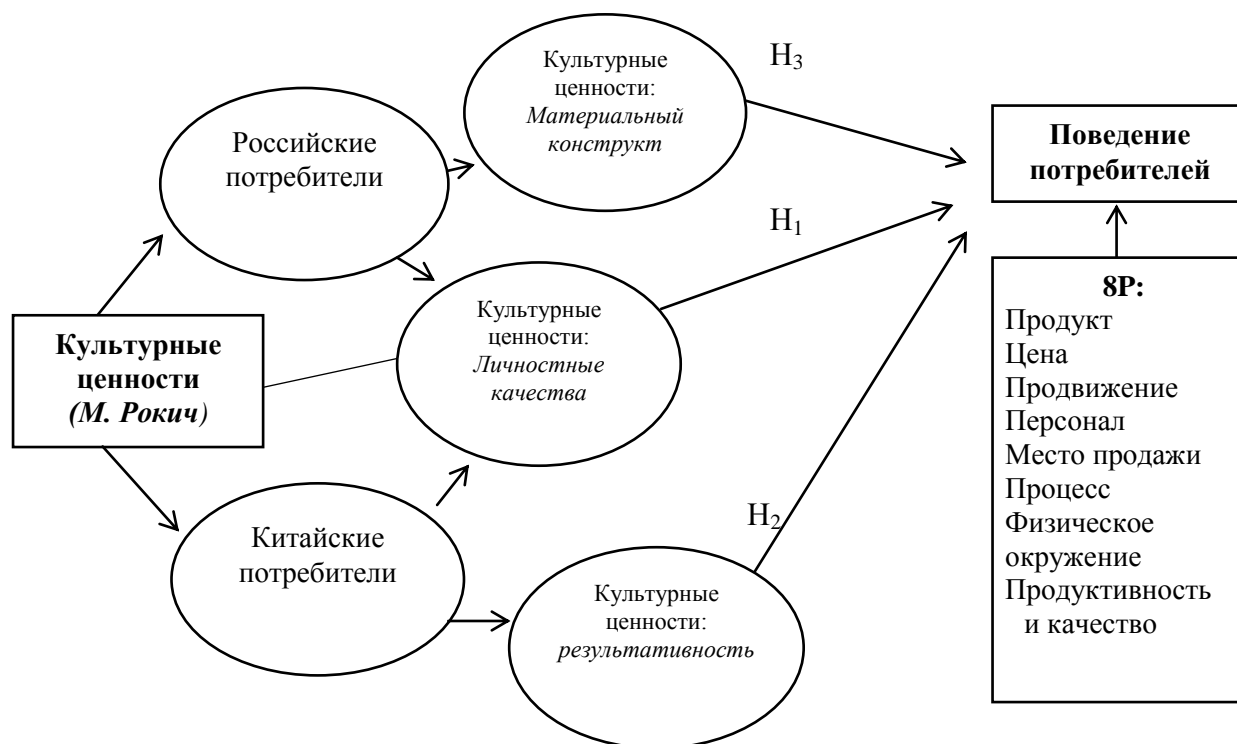 Культурные
ценности:
Материальный
конструкт
H₃
Российские
потребители
Поведение
потребителей
H₁
Культурные
ценности:
Личностные
качества
Культурные
ценности
(М. Рокич)
8P:
Продукт
Цена
Продвижение
Персонал
Место продажи
Процесс
Физическое
окружение
Продуктивность
и качество
H₂
Китайские
потребители
Культурные
ценности:
результативность